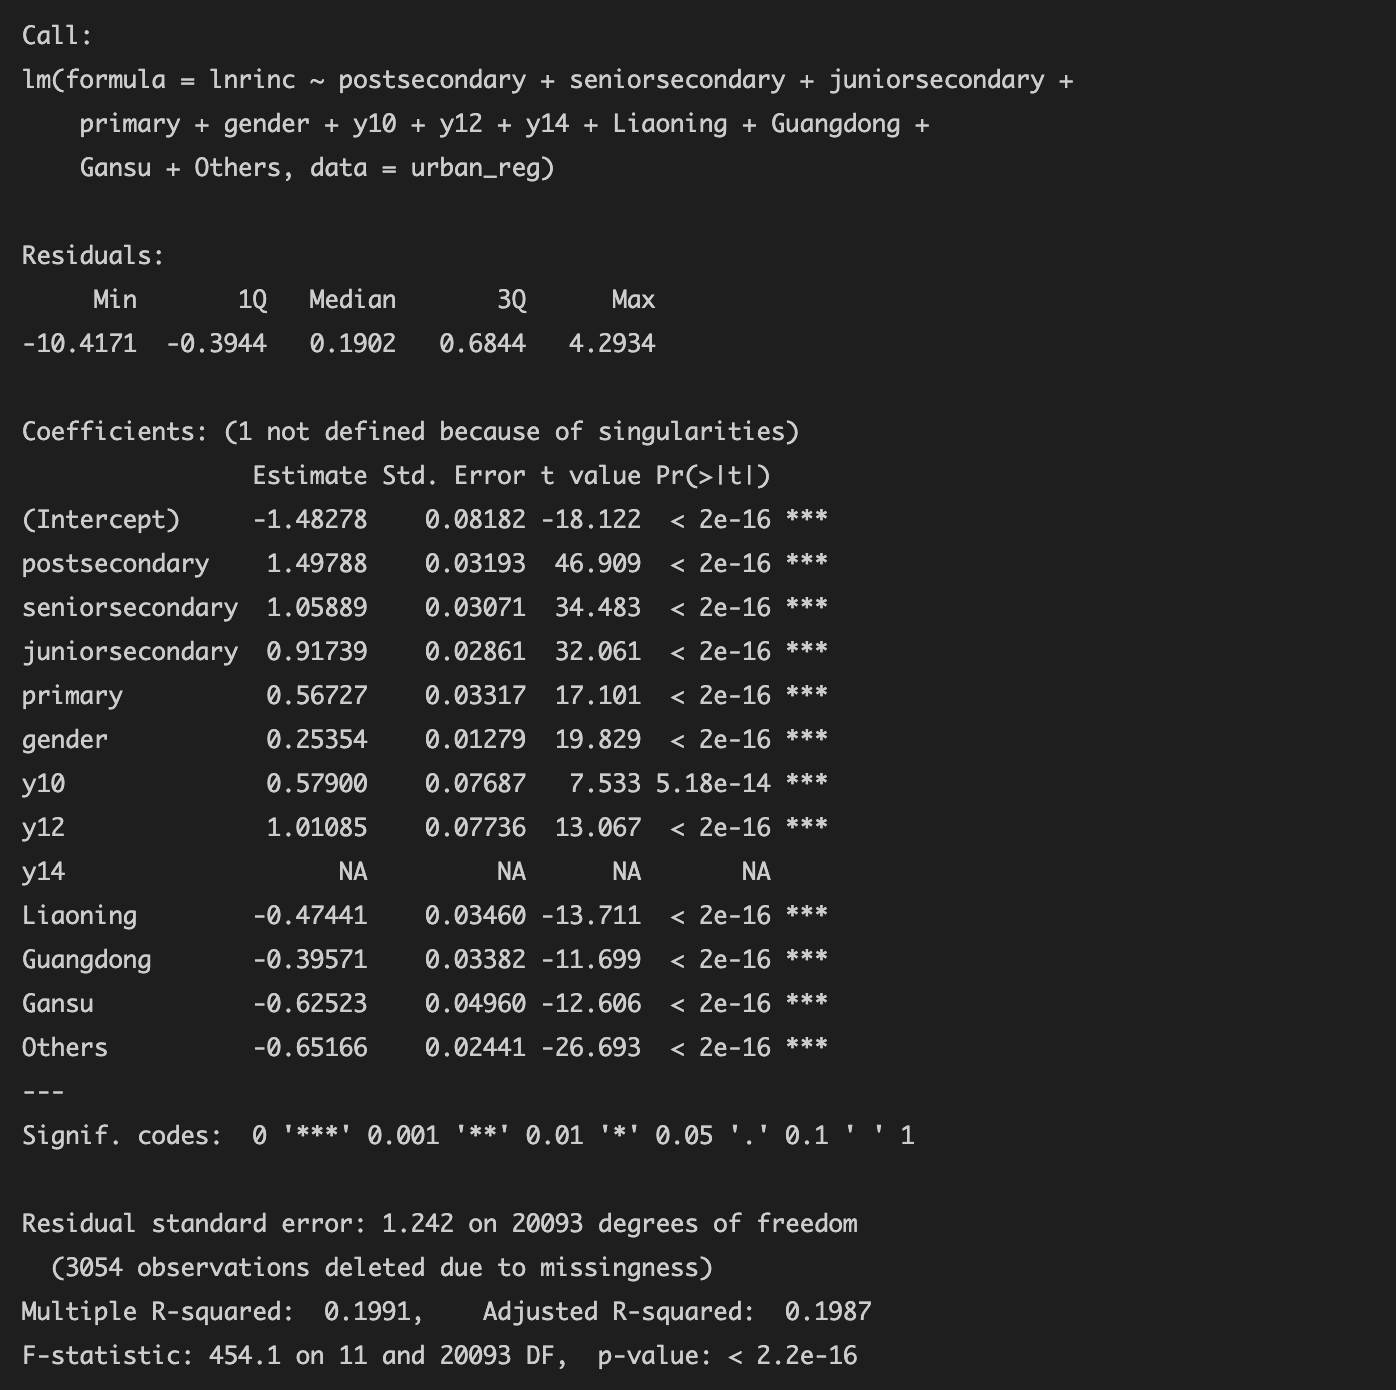 Call:
lm(formula = lnrinc ~ postsecondary + seniorsecondary + juniorsecondary +
    primary + gender + y10 + y12 + y14 + Liaoning + Guangdong +
    Gansu + Others, data = urban_reg)

Residuals:
     Min       1Q   Median       3Q      Max
-10.4171  -0.3944   0.1902   0.6844   4.2934

Coefficients: (1 not defined because of singularities)
                Estimate Std. Error t value Pr(>|t|)
(Intercept)     -1.48278    0.08182 -18.122  < 2e-16 ***
postsecondary    1.49788    0.03193  46.909  < 2e-16 ***
seniorsecondary  1.05889    0.03071  34.483  < 2e-16 ***
juniorsecondary  0.91739    0.02861  32.061  < 2e-16 ***
primary          0.56727    0.03317  17.101  < 2e-16 ***
gender           0.25354    0.01279  19.829  < 2e-16 ***
y10              0.57900    0.07687   7.533 5.18e-14 ***
y12              1.01085    0.07736  13.067  < 2e-16 ***
y14                   NA         NA      NA       NA
Liaoning        -0.47441    0.03460 -13.711  < 2e-16 ***
Guangdong       -0.39571    0.03382 -11.699  < 2e-16 ***
Gansu           -0.62523    0.04960 -12.606  < 2e-16 ***
Others          -0.65166    0.02441 -26.693  < 2e-16 ***
---
Signif. codes:  0 '***' 0.001 '**' 0.01 '*' 0.05 '.' 0.1 ' ' 1

Residual standard error: 1.242 on 20093 degrees of freedom
  (3054 observations deleted due to missingness)
Multiple R-squared:  0.1991,    Adjusted R-squared:  0.1987
F-statistic: 454.1 on 11 and 20093 DF,  p-value: < 2.2e-16